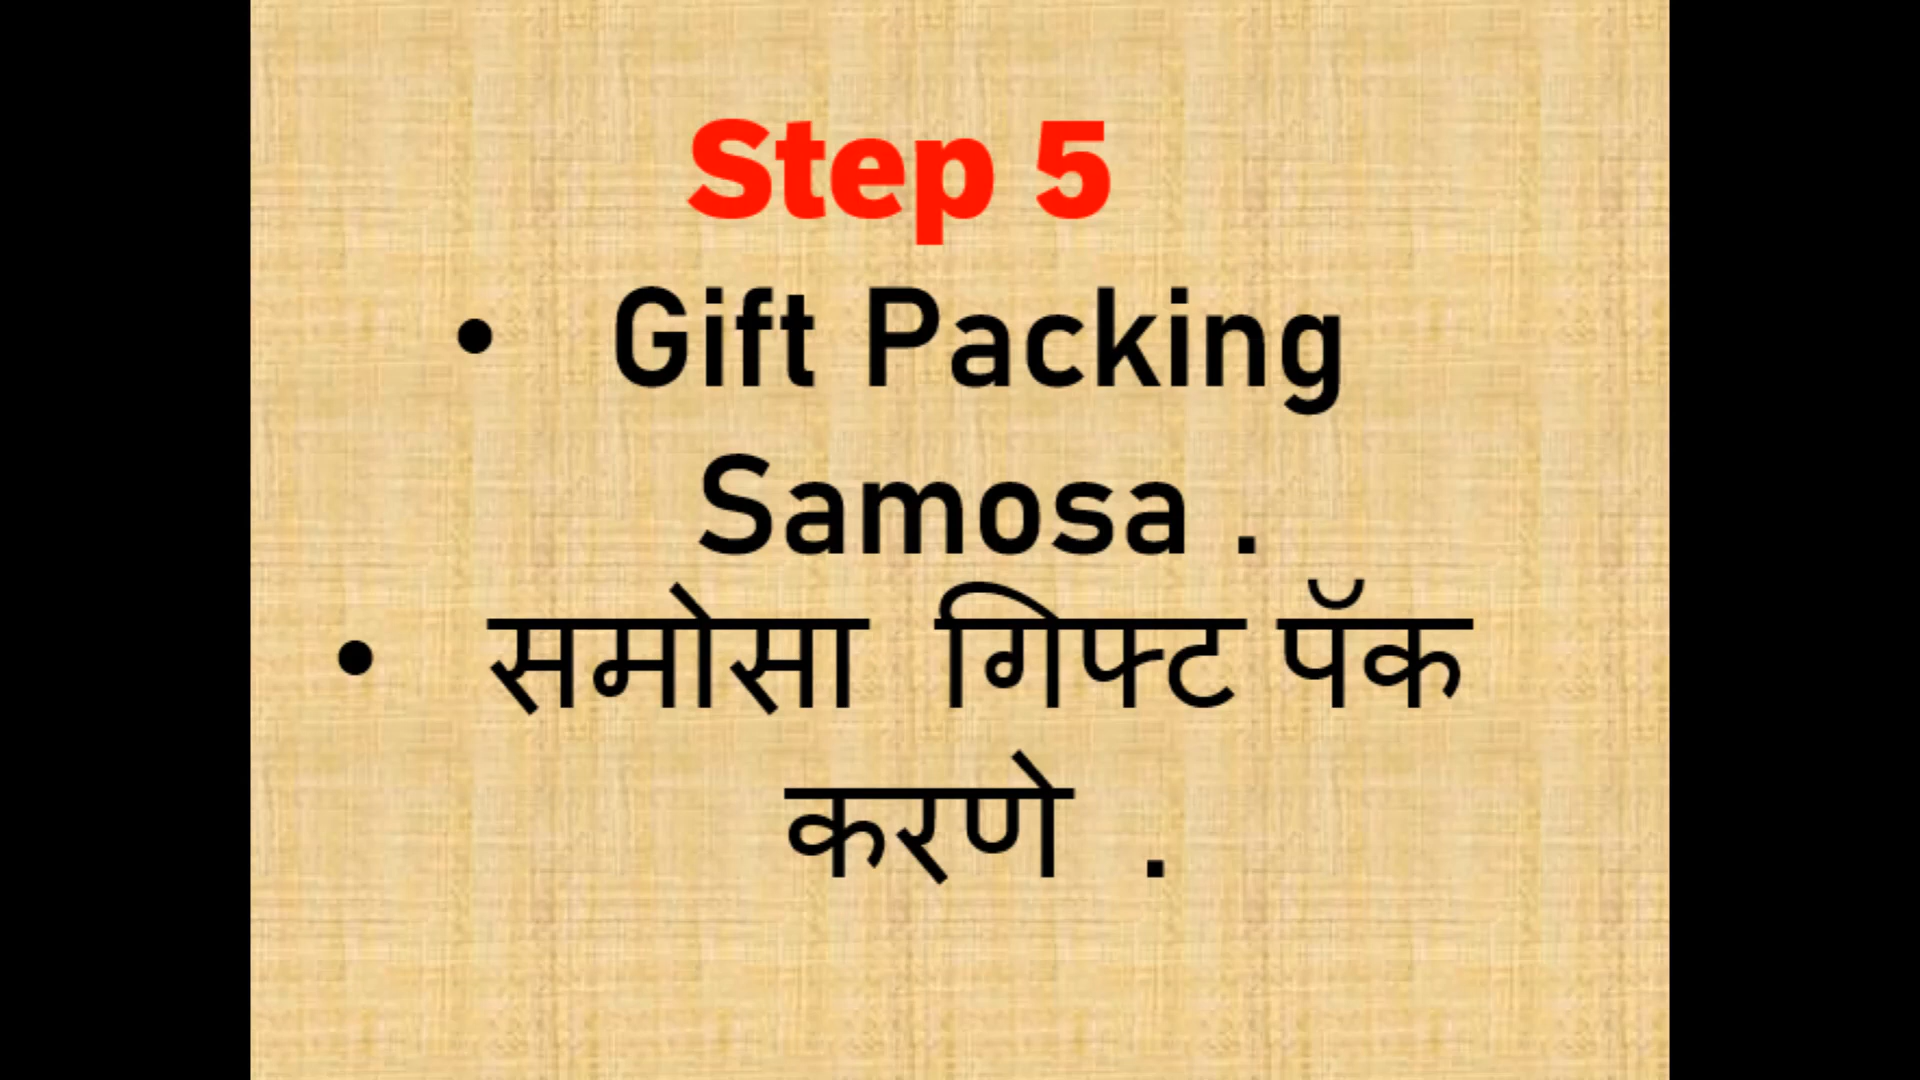 Step 5
• Gift Packing
Samosa .
• समोसा गिफ्ट पॅक
करणे .